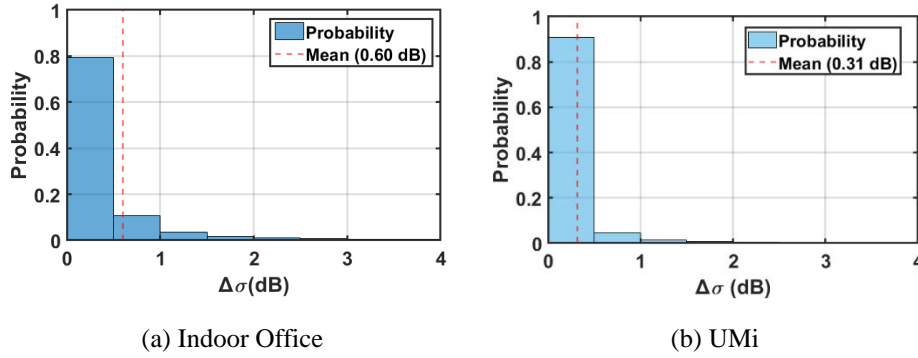 1
0.8
0.6
0.4
0.2
0
Probability
Probability
Mean (0.60 dB)
0 1 2 3 4
Δσ(dB)
(a) Indoor Office
1
0.8
0.6
0.4
0.2
0
Probability
Probability
Mean (0.31 dB)
0 1 2 3 4
Δσ (dB)
(b) UMi